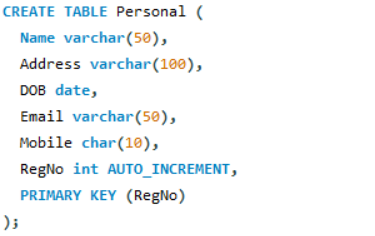 CREATE TABLE Personal (
Name varchar(50),
Address varchar(100),
DOB date,
Email varchar(50),
Mobile char(10),
RegNo int AUTO_INCREMENT,
PRIMARY KEY (RegNo)
);